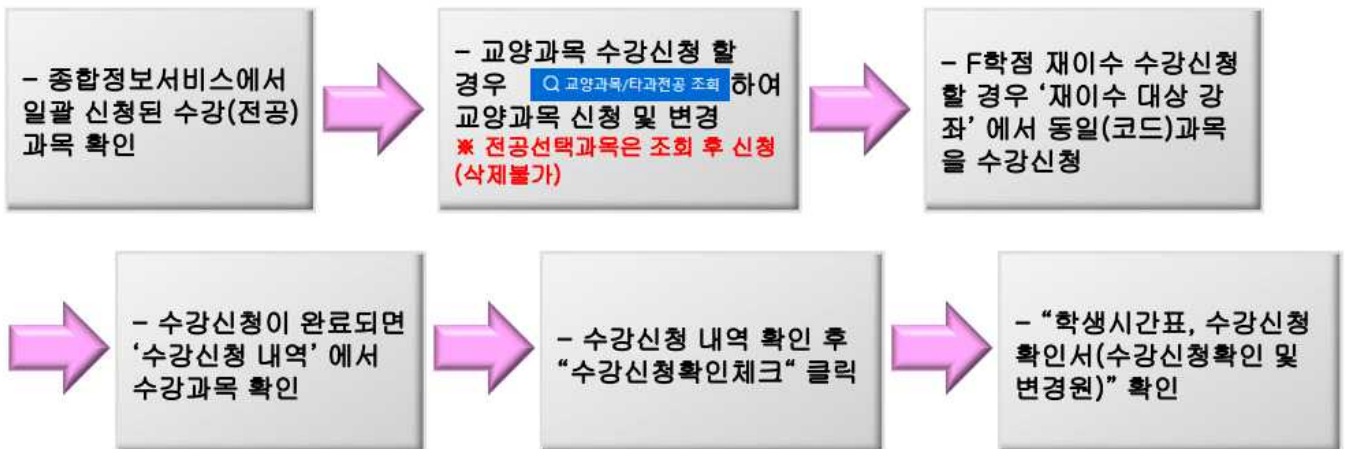 - 종합정보서비스에서
일괄 신청된 수강(전공)
과목 확인
- 교양과목 수강신청 할
경우 교양과목/타과전공 조회 하여
교양과목 신청 및 변경
※ 전공선택과목은 조회 후 신청
(삭제불가)
- F학점 재이수 수강신청
할 경우 ‘재이수 대상 강
좌’ 에서 동일(코드)과목
을 수강신청
- 수강신청이 완료되면
‘수강신청 내역’ 에서
수강과목 확인
- 수강신청 내역 확인 후
“수강신청확인체크“ 클릭
- “학생시간표, 수강신청
확인서(수강신청확인 및
변경원)” 확인